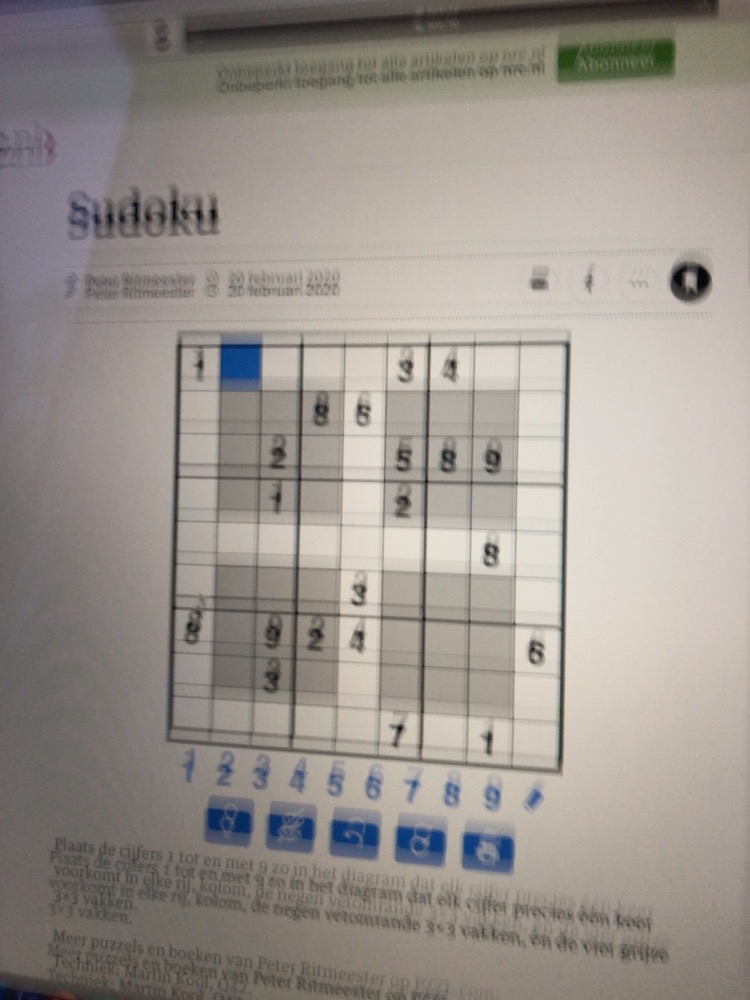 Onbeperkt toegang tot alle artikelen op nrc.nl
Abonneer
Sudoku
Peter Ritmeester 20 februari 2020
1 3 4
8 6
2 5 8 9
1 2
8
3
8 9 2 4 6
3
7 1
1 2 3 4 5 6 7 8 9
Plaats de cijfers 1 tot en met 9 zo in het diagram dat elk cijfer precies één keer
voorkomt in elke rij, kolom, de negen vetomrande 3×3 vakken, én de vier grijze
3×3 vakken.
Meer puzzels en boeken van Peter Ritmeester op PZZL.com
Techniek: Martin Kool, Q42.